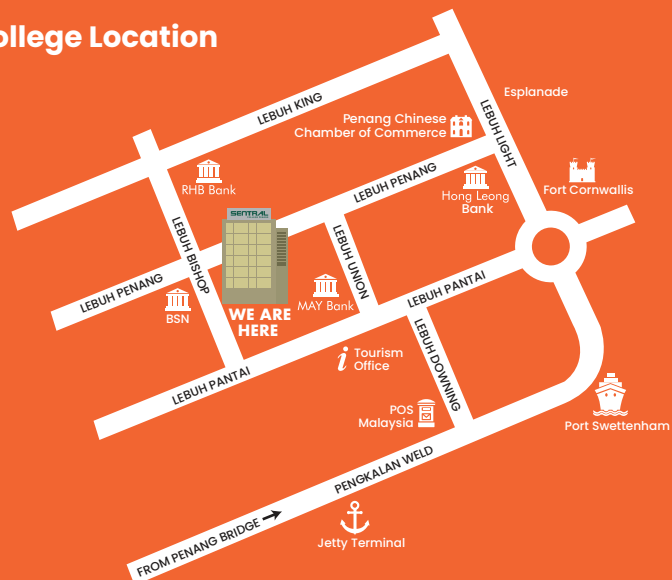 ollege Location
Esplanade
LEBUH KING
LEBUH LIGHT
Penang Chinese
Chamber of Commerce
RHB Bank
LEBUH PENANG
Hong Leong
Bank
Fort Cornwallis
SENTRAL
LEBUH BISHOP
LEBUH UNION
LEBUH PENANG
BSN
WE ARE
HERE
MAY Bank
LEBUH PANTAI
LEBUH PANTAI
i Tourism
Office
LEBUH DOWNING
POS
Malaysia
Port Swettenham
PENGKALAN WELD
FROM PENANG BRIDGE
Jetty Terminal